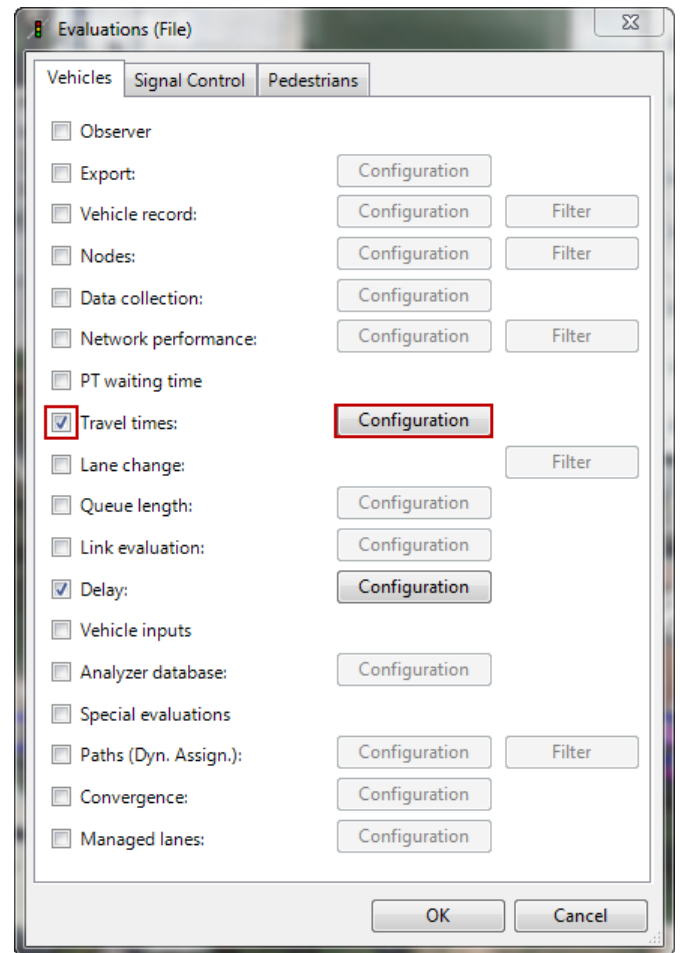 Evaluations (File)
Vehicles Signal Control Pedestrians
Observer
Export: Configuration
Vehicle record: Configuration Filter
Nodes: Configuration Filter
Data collection: Configuration
Network performance: Configuration Filter
PT waiting time
Travel times: Configuration
Lane change: Filter
Queue length: Configuration
Link evaluation: Configuration
Delay: Configuration
Vehicle inputs
Analyzer database: Configuration
Special evaluations
Paths (Dyn. Assign.): Configuration Filter
Convergence: Configuration
Managed lanes: Configuration
OK Cancel